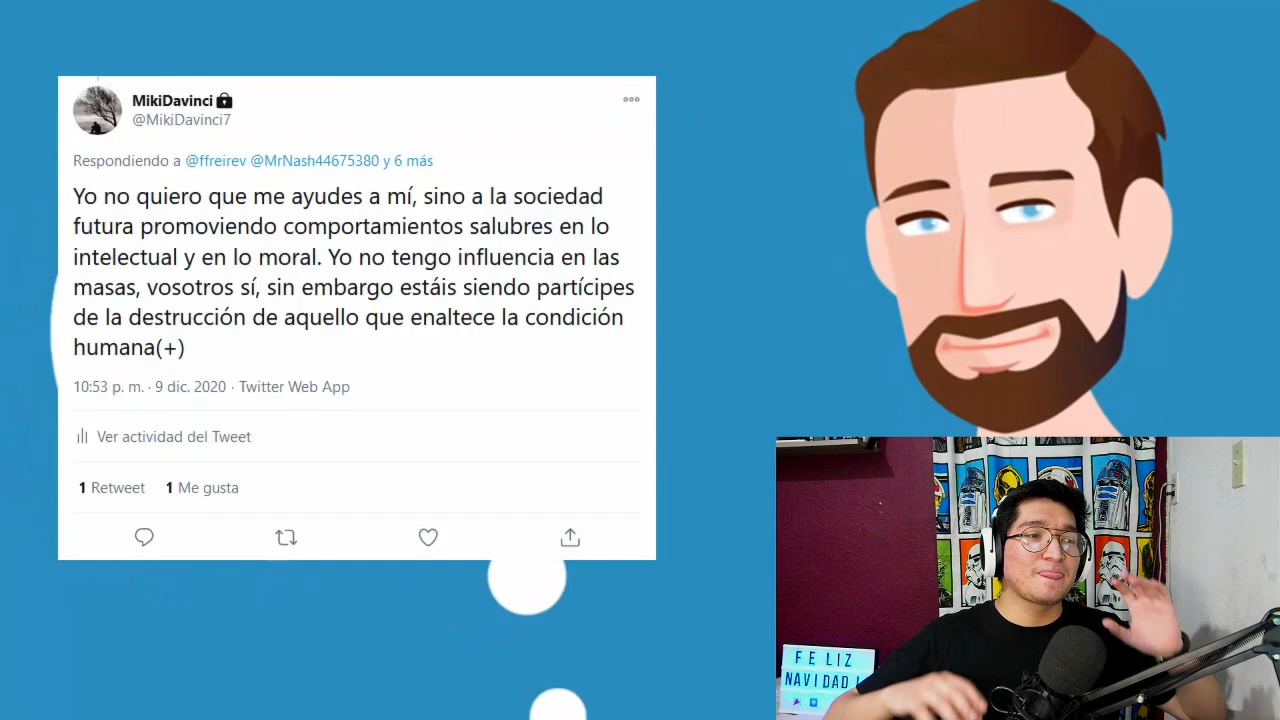 MikiDavinci
@MikiDavinci7
Respondiendo a @ffreirev @MrNash44675380 y 6 más
Yo no quiero que me ayudes a mí, sino a la sociedad
futura promoviendo comportamientos salubres en lo
intelectual y en lo moral. Yo no tengo influencia en las
masas, vosotros sí, sin embargo estáis siendo partícipes
de la destrucción de aquello que enaltece la condición
humana(+)
10:53 p. m. · 9 dic. 2020 · Twitter Web App
Ver actividad del Tweet
1 Retweet 1 Me gusta
FELIZ
NAVIDAD